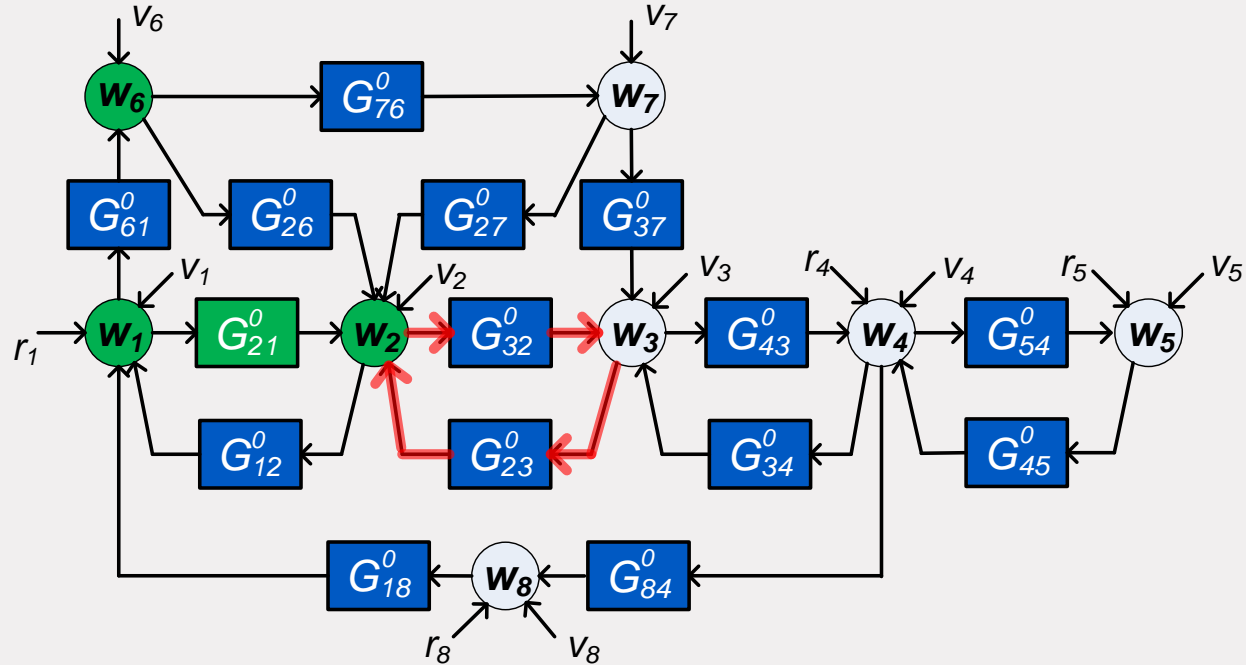 v6 v7
w6 G⁰76 w7
G⁰61 G⁰26 G⁰27 G⁰37
v1 v2 v3 r4 v4 r5 v5
r1 w1 G⁰21 w2 G⁰32 w3 G⁰43 w4 G⁰54 w5
G⁰12 G⁰23 G⁰34 G⁰45
G⁰18 w8 G⁰84
r8 v8